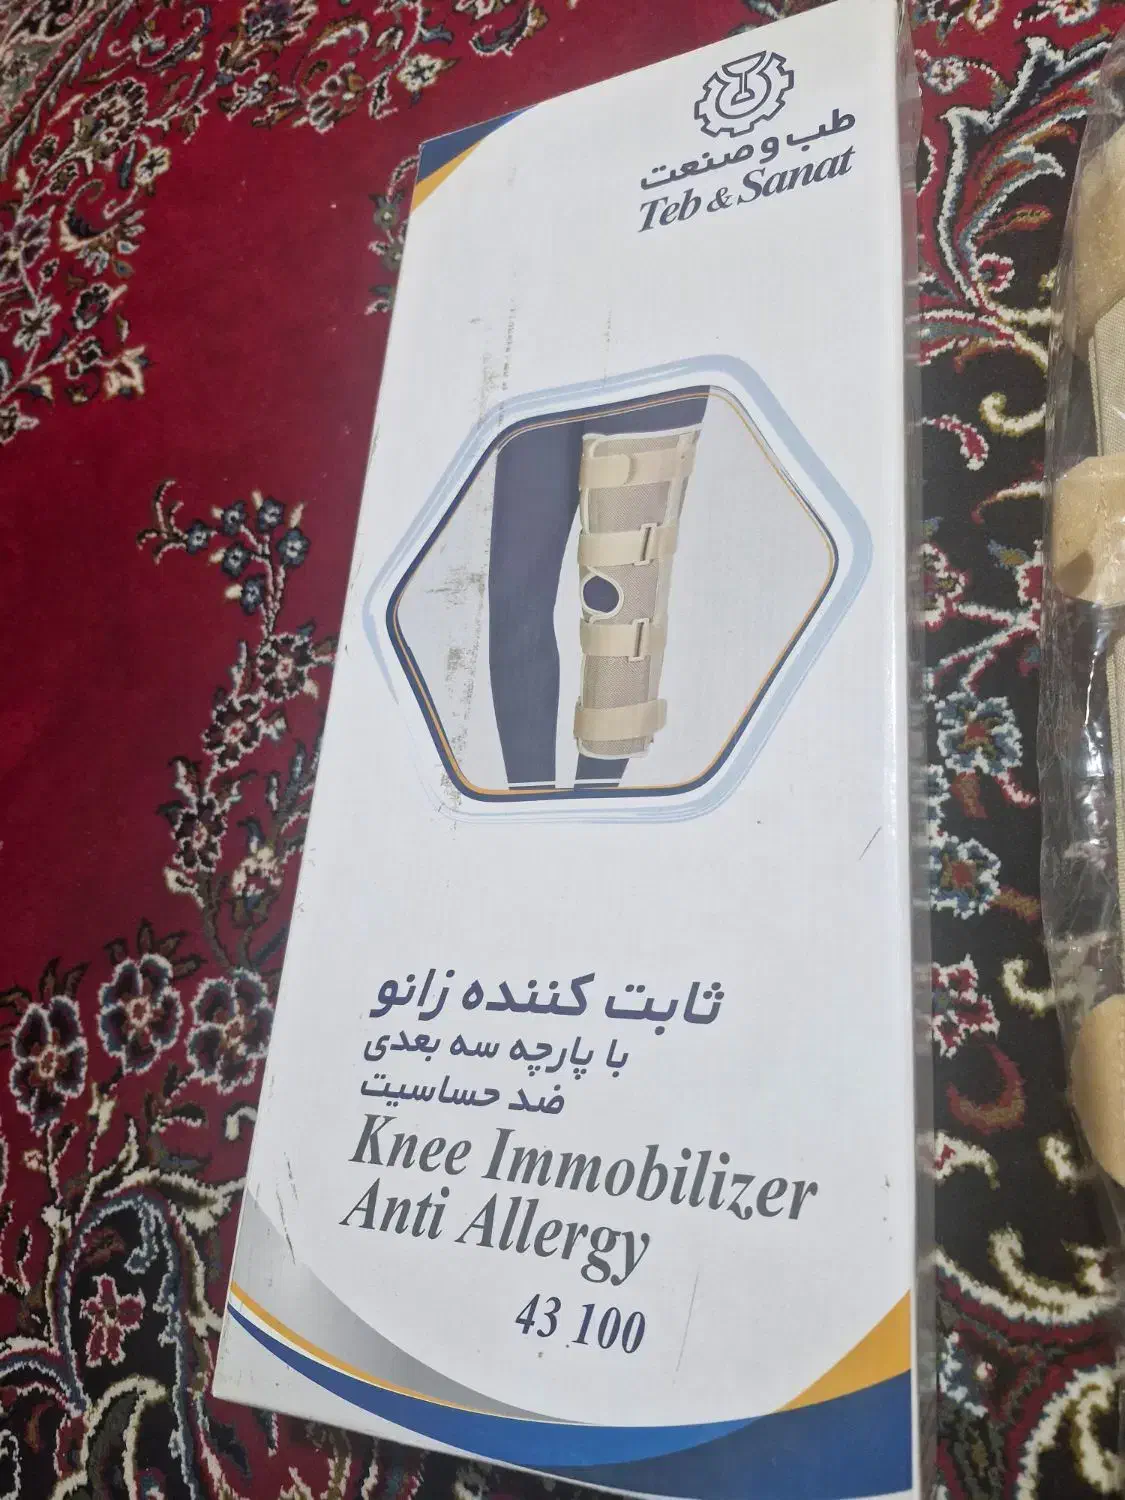 طب و صنعت
Teb & Sanat
ثابت کننده زانو
با پارچه سه بعدی
ضد حساسیت
Knee Immobilizer
Anti Allergy
43 100